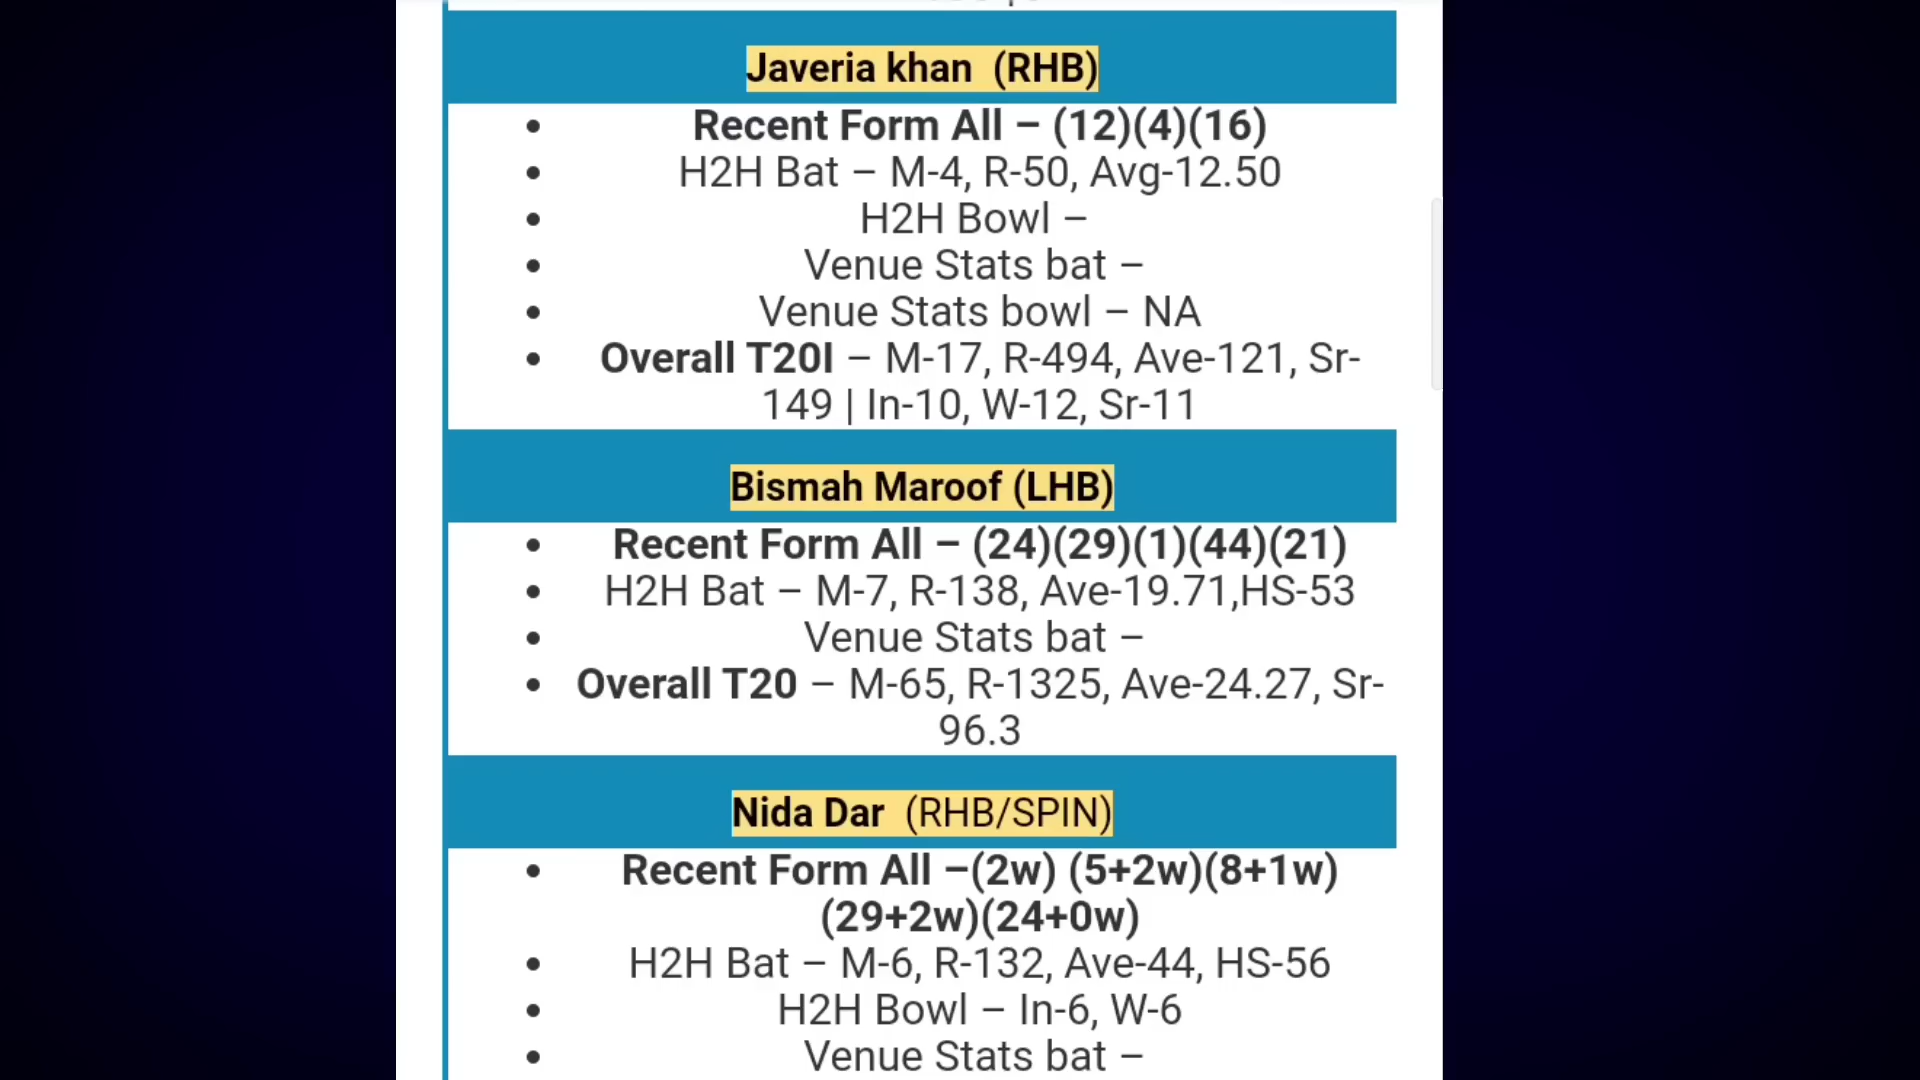 Javeria khan (RHB)
Recent Form All – (12)(4)(16)
H2H Bat – M-4, R-50, Avg-12.50
H2H Bowl –
Venue Stats bat –
Venue Stats bowl – NA
Overall T20I – M-17, R-494, Ave-121, Sr-
149 | In-10, W-12, Sr-11
Bismah Maroof (LHB)
Recent Form All – (24)(29)(1)(44)(21)
H2H Bat – M-7, R-138, Ave-19.71,HS-53
Venue Stats bat –
Overall T20 – M-65, R-1325, Ave-24.27, Sr-
96.3
Nida Dar (RHB/SPIN)
Recent Form All –(2w) (5+2w)(8+1w)
(29+2w)(24+0w)
H2H Bat – M-6, R-132, Ave-44, HS-56
H2H Bowl – In-6, W-6
Venue Stats bat –